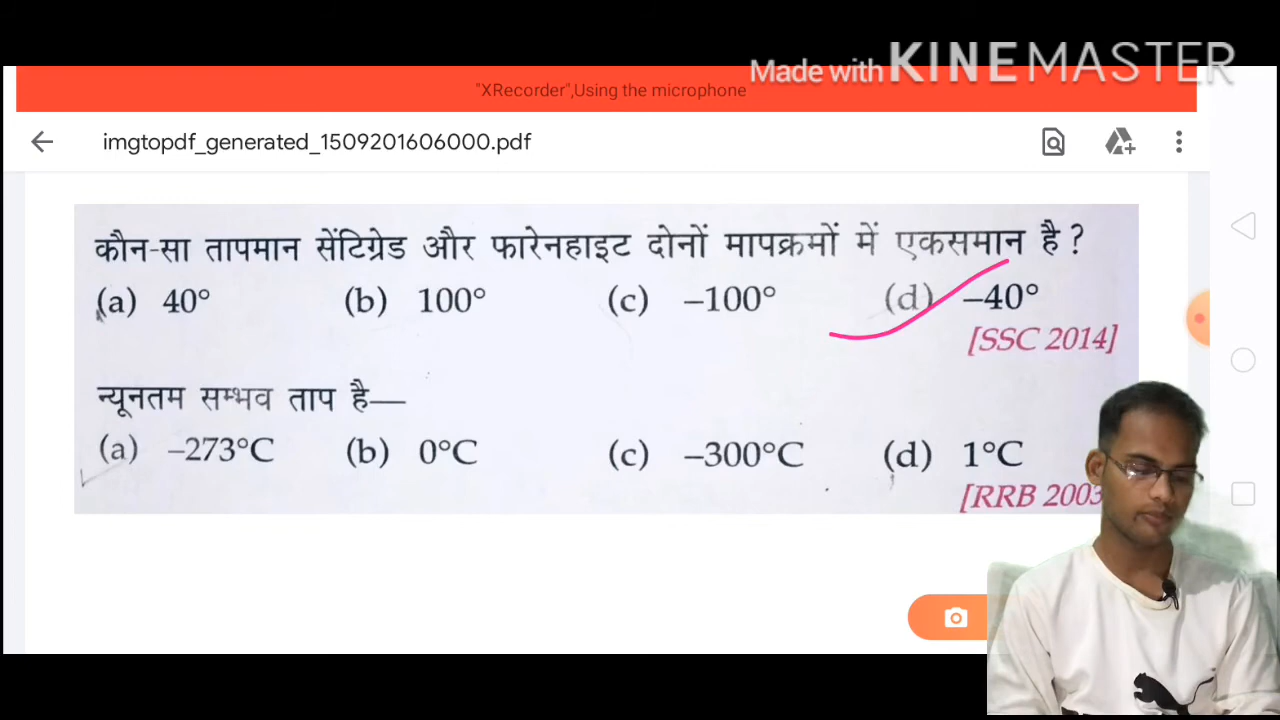 Made with KINEMASTER
"XRecorder",Using the microphone
imgtopdf_generated_1509201606000.pdf
कौन-सा तापमान सेंटिग्रेड और फारेनहाइट दोनों मापक्रमों में एकसमान है?
(a) 40° (b) 100° (c) –100° (d) –40°
[SSC 2014]
न्यूनतम सम्भव ताप है—
(a) –273°C (b) 0°C (c) –300°C (d) 1°C
[RRB 2003